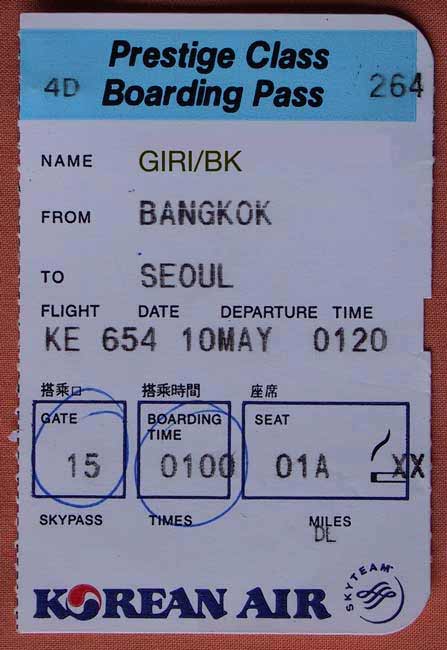 Prestige Class
4D Boarding Pass 264
NAME GIRI/BK
FROM BANGKOK
TO SEOUL
FLIGHT DATE DEPARTURE TIME
KE 654 10MAY 0120
搭乘口 搭乘時間 座席
GATE BOARDING TIME SEAT
15 0100 01A XX
SKYPASS TIMES MILES
DL
KOREAN AIR SKYTEAM